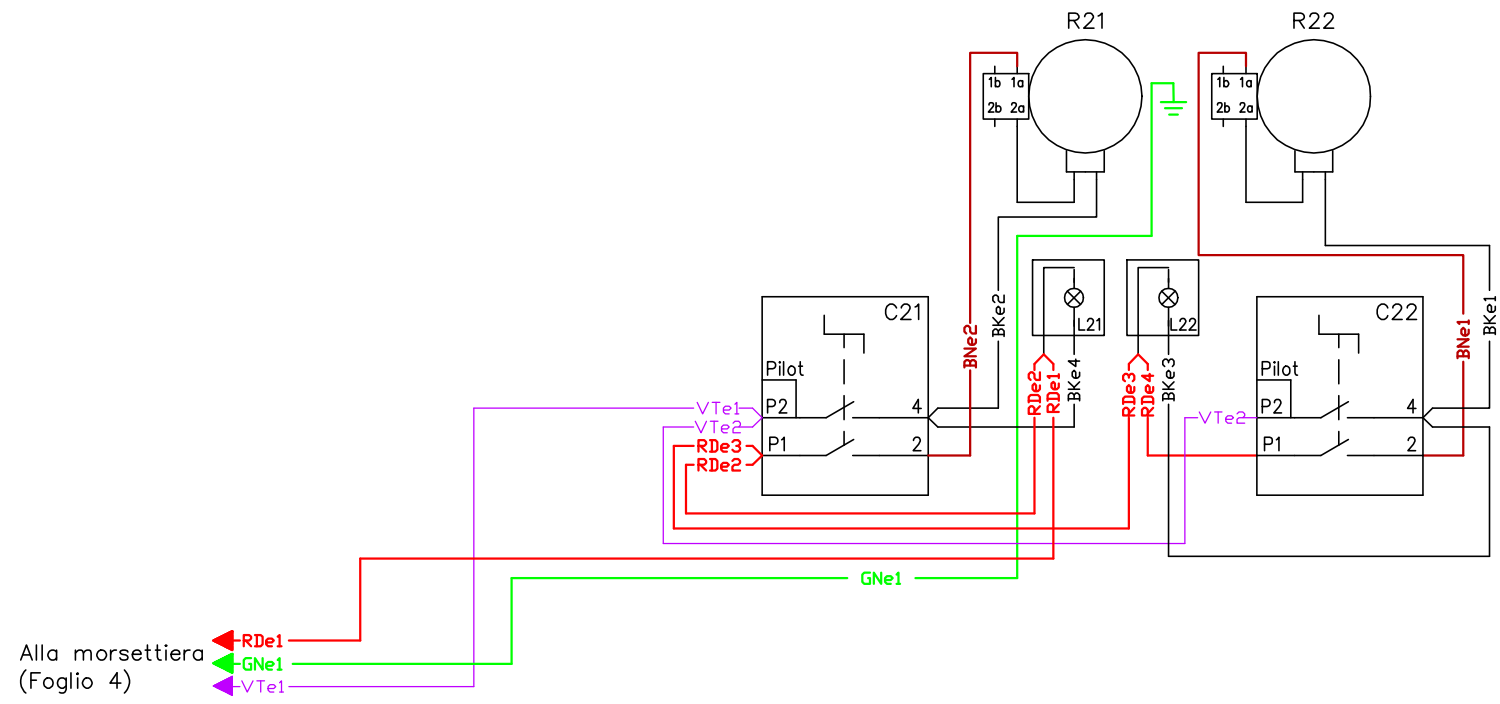 R21
R22
1b 1a
2b 2a
1b 1a
2b 2a
C21
Pilot
P2
4
P1
2
BNe2
BKe2
L21
L22
RDe2
RDe1
BKe4
RDe3
RDe4
BKe3
C22
Pilot
P2
4
P1
2
BNe1
BKe1
VTe1
VTe2
RDe3
RDe2
VTe2
GNe1
Alla morsettiera
(Foglio 4)
RDe1
GNe1
VTe1